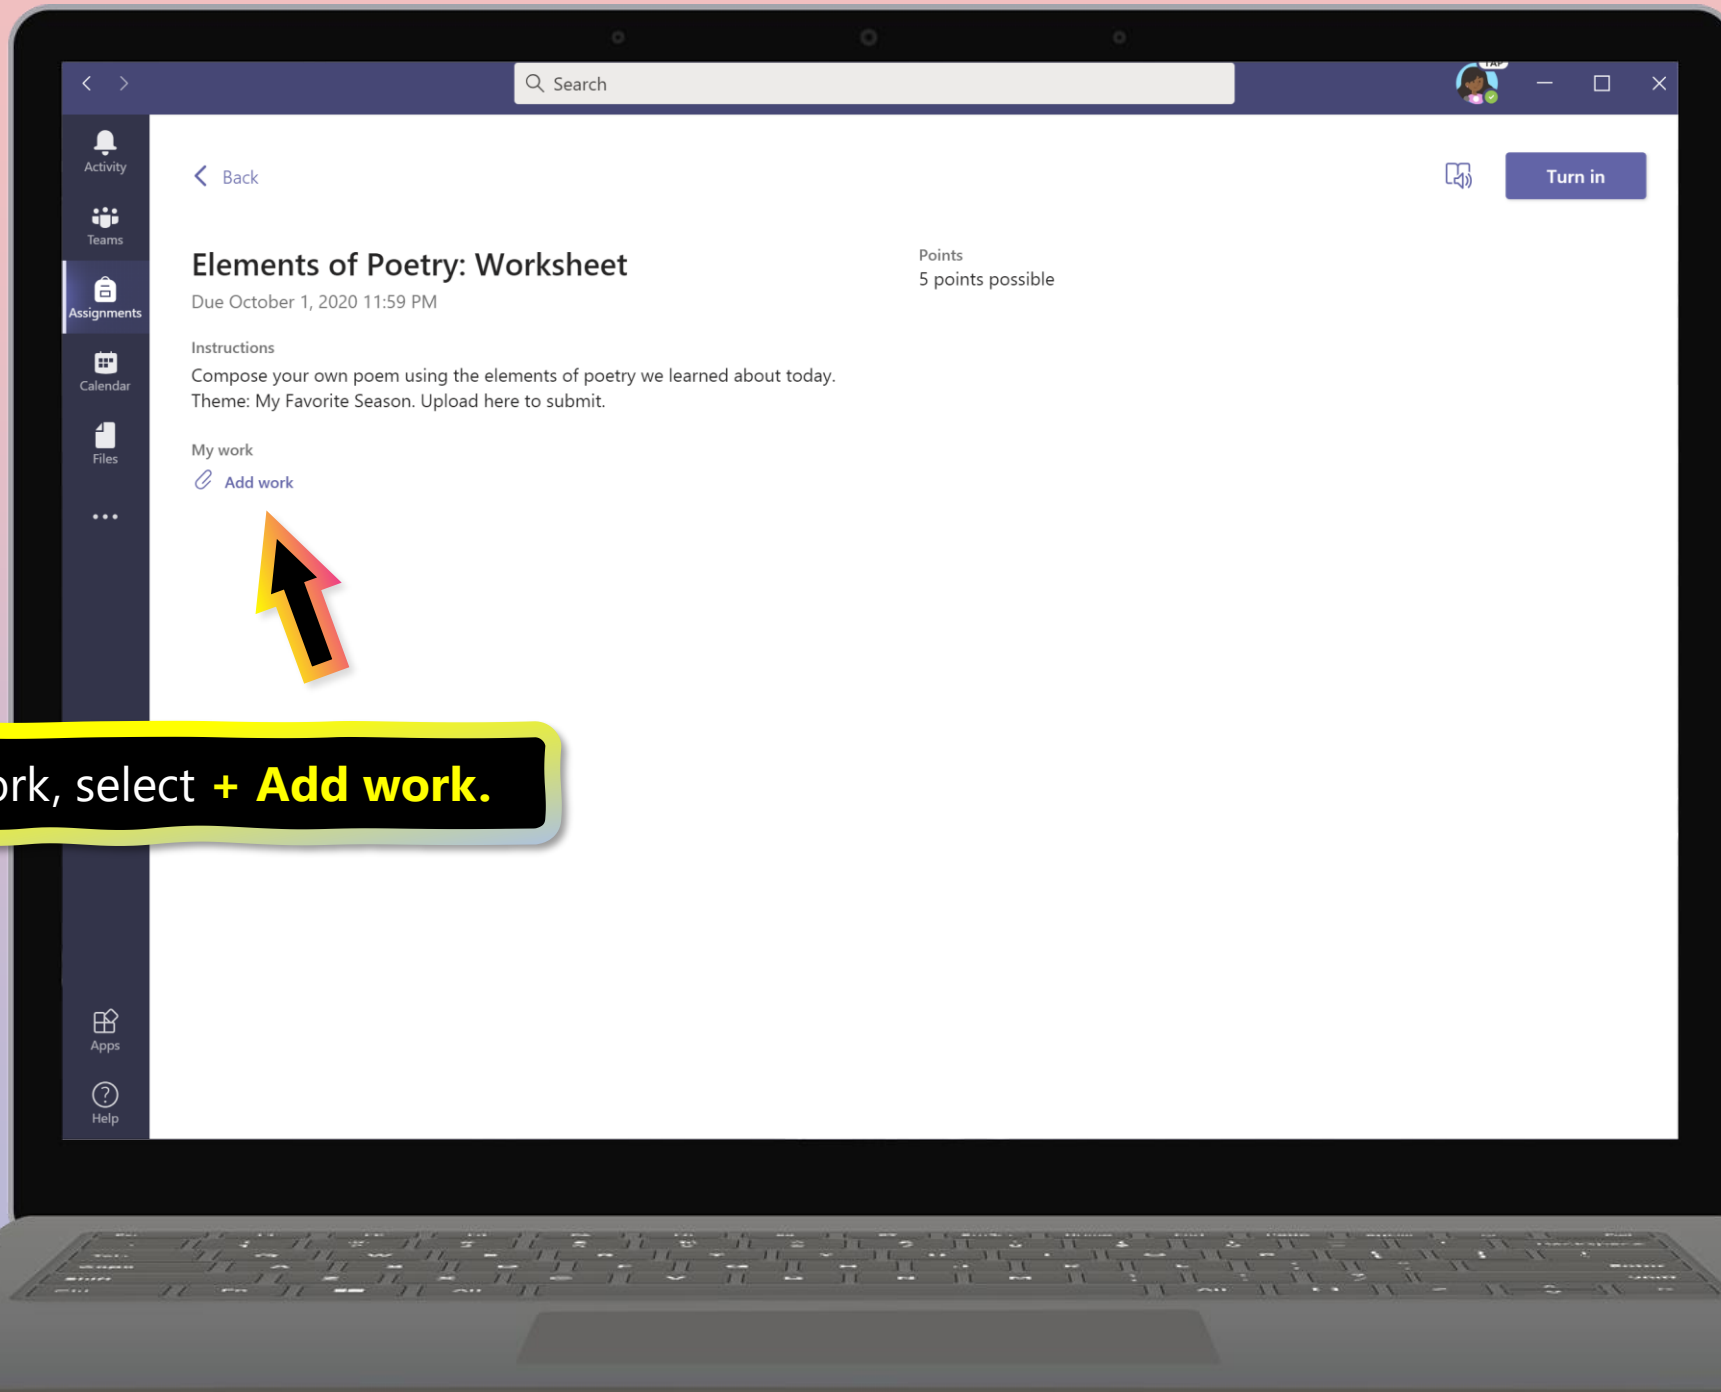 Search
Activity
Teams
Assignments
Calendar
Files
Apps
Help
Back
Turn in
Elements of Poetry: Worksheet
Due October 1, 2020 11:59 PM
Points
5 points possible
Instructions
Compose your own poem using the elements of poetry we learned about today.
Theme: My Favorite Season. Upload here to submit.
My work
Add work
select + Add work.